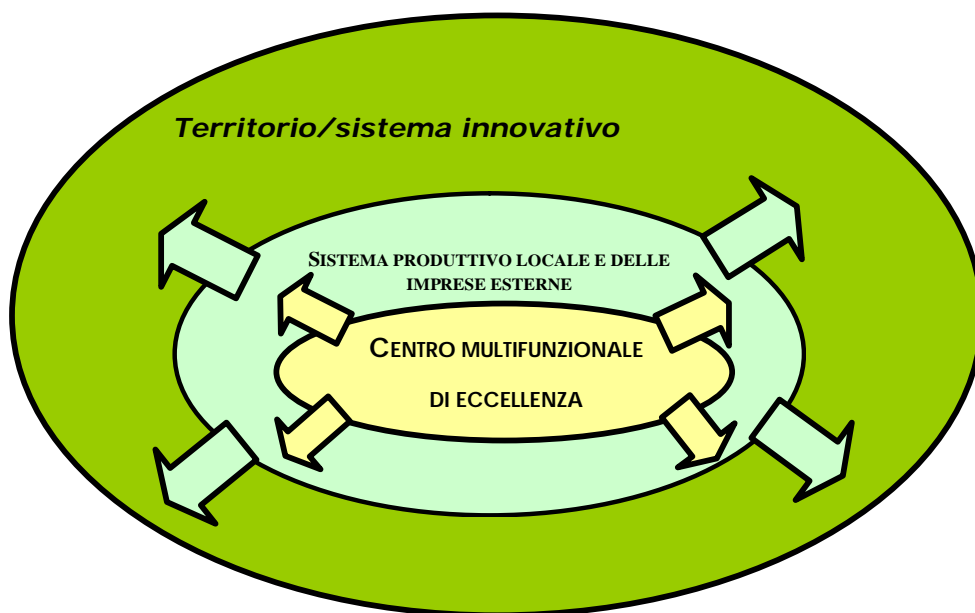 Territorio/sistema innovativo
SISTEMA PRODUTTIVO LOCALE E DELLE
IMPRESE ESTERNE
CENTRO MULTIFUNZIONALE
DI ECCELLENZA